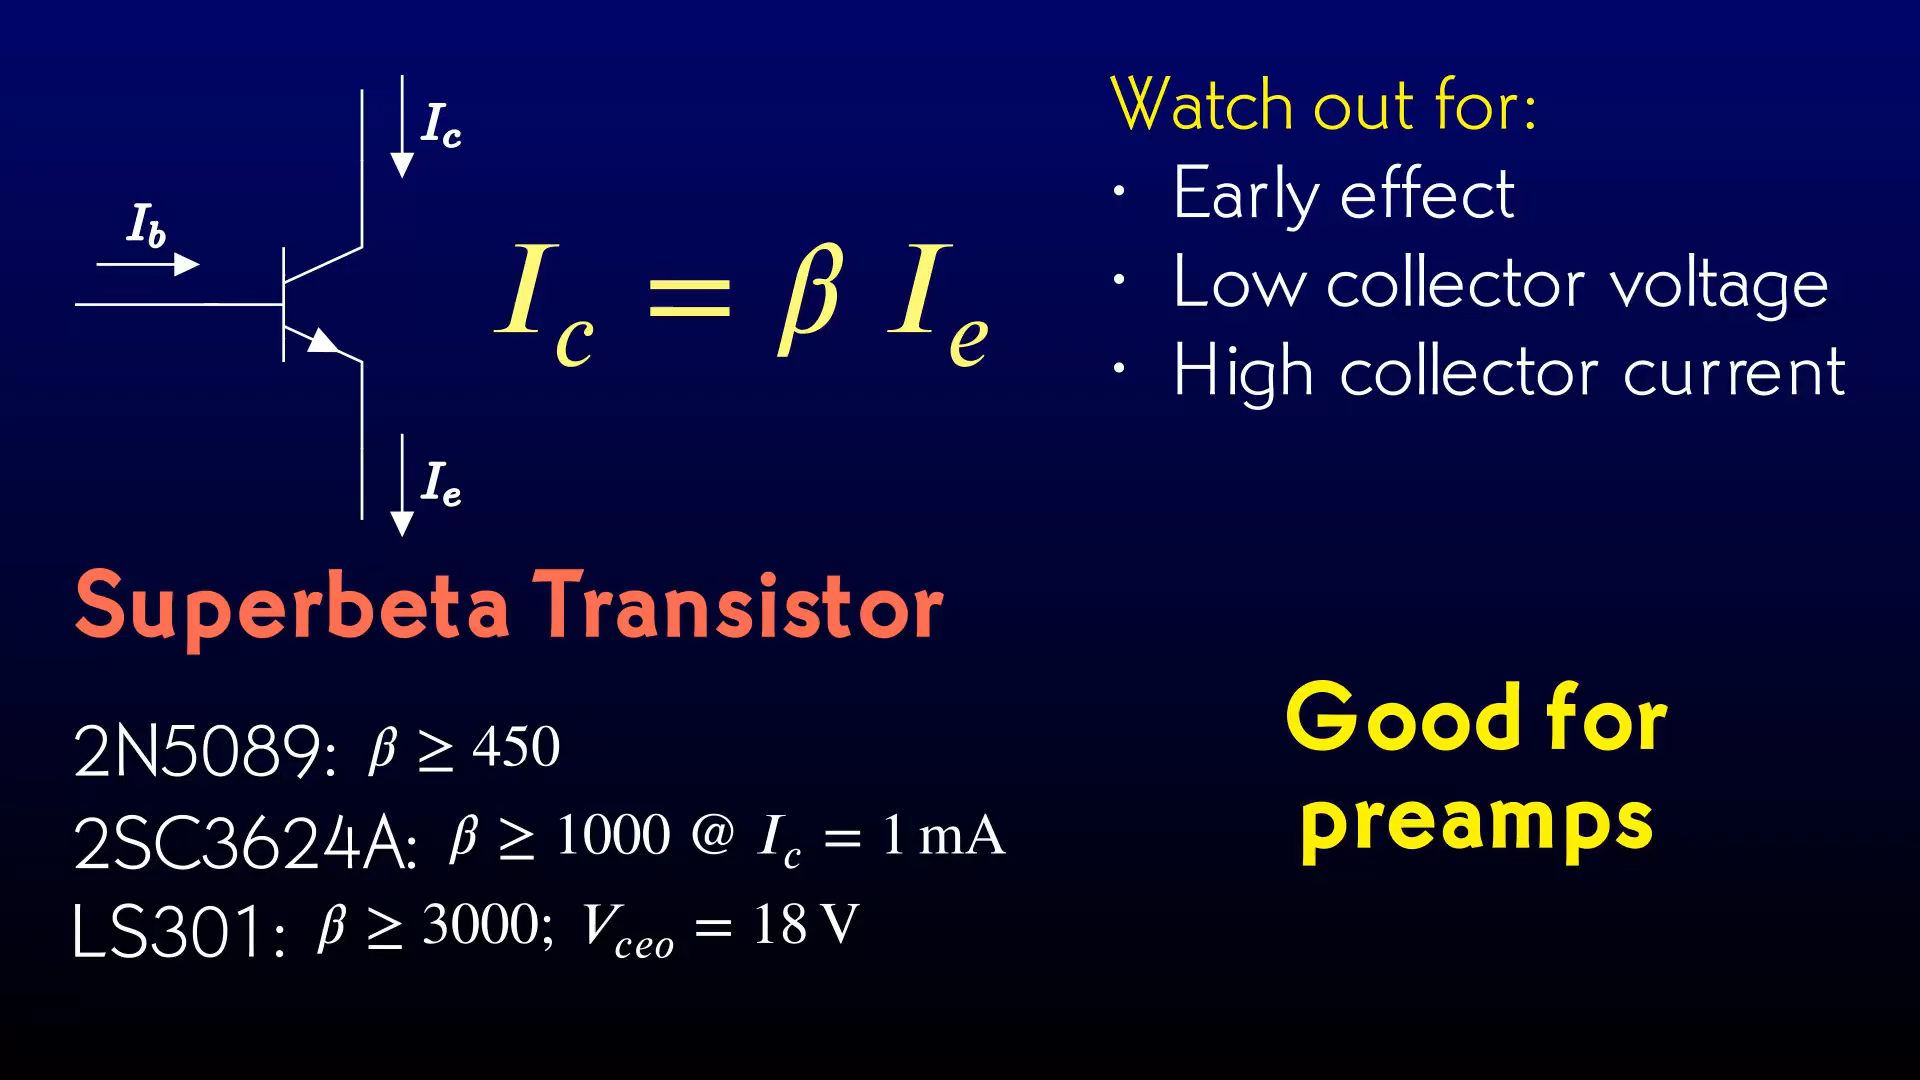 I_c
I_b
I_c = β I_e
I_e
Watch out for:
• Early effect
• Low collector voltage
• High collector current
Superbeta Transistor
2N5089: β ≥ 450
2SC3624A: β ≥ 1000 @ I_c = 1 mA
LS301: β ≥ 3000; V_ceo = 18 V
Good for
preamps